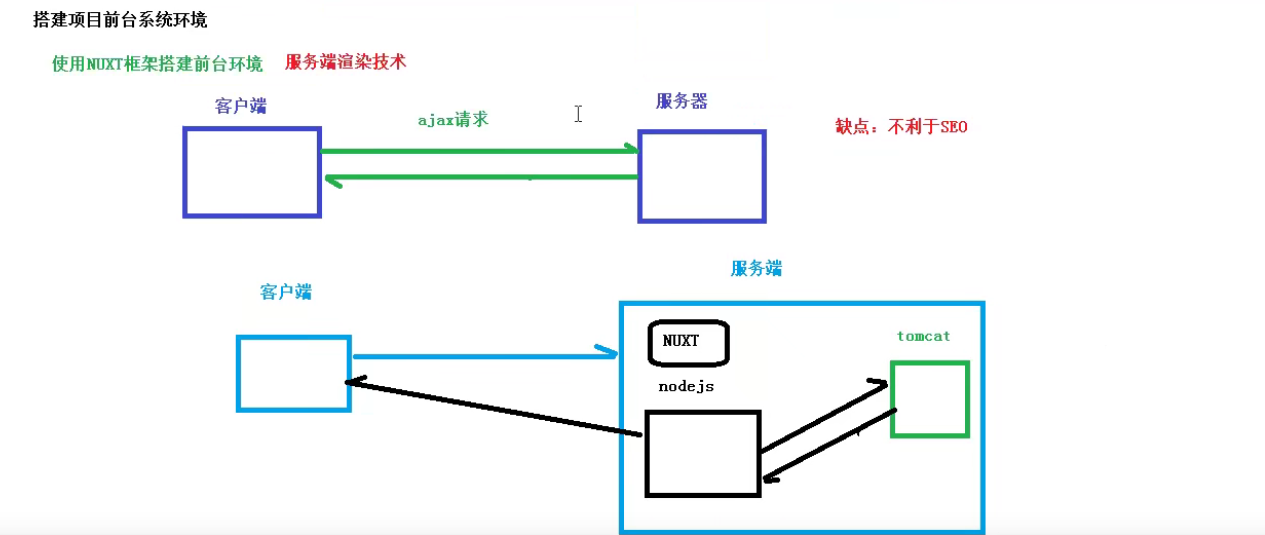 搭建项目前台系统环境
使用NUXT框架搭建前台环境 服务端渲染技术
客户端
服务器
ajax请求
缺点：不利于SEO
服务端
客户端
NUXT
tomcat
nodejs